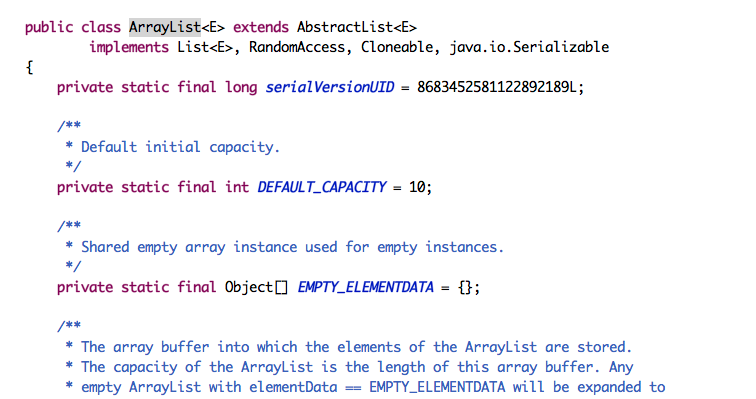 public class ArrayList<E> extends AbstractList<E>
        implements List<E>, RandomAccess, Cloneable, java.io.Serializable
{
    private static final long serialVersionUID = 8683452581122892189L;

    /**
     * Default initial capacity.
     */
    private static final int DEFAULT_CAPACITY = 10;

    /**
     * Shared empty array instance used for empty instances.
     */
    private static final Object[] EMPTY_ELEMENTDATA = {};

    /**
     * The array buffer into which the elements of the ArrayList are stored.
     * The capacity of the ArrayList is the length of this array buffer. Any
     * empty ArrayList with elementData == EMPTY_ELEMENTDATA will be expanded to